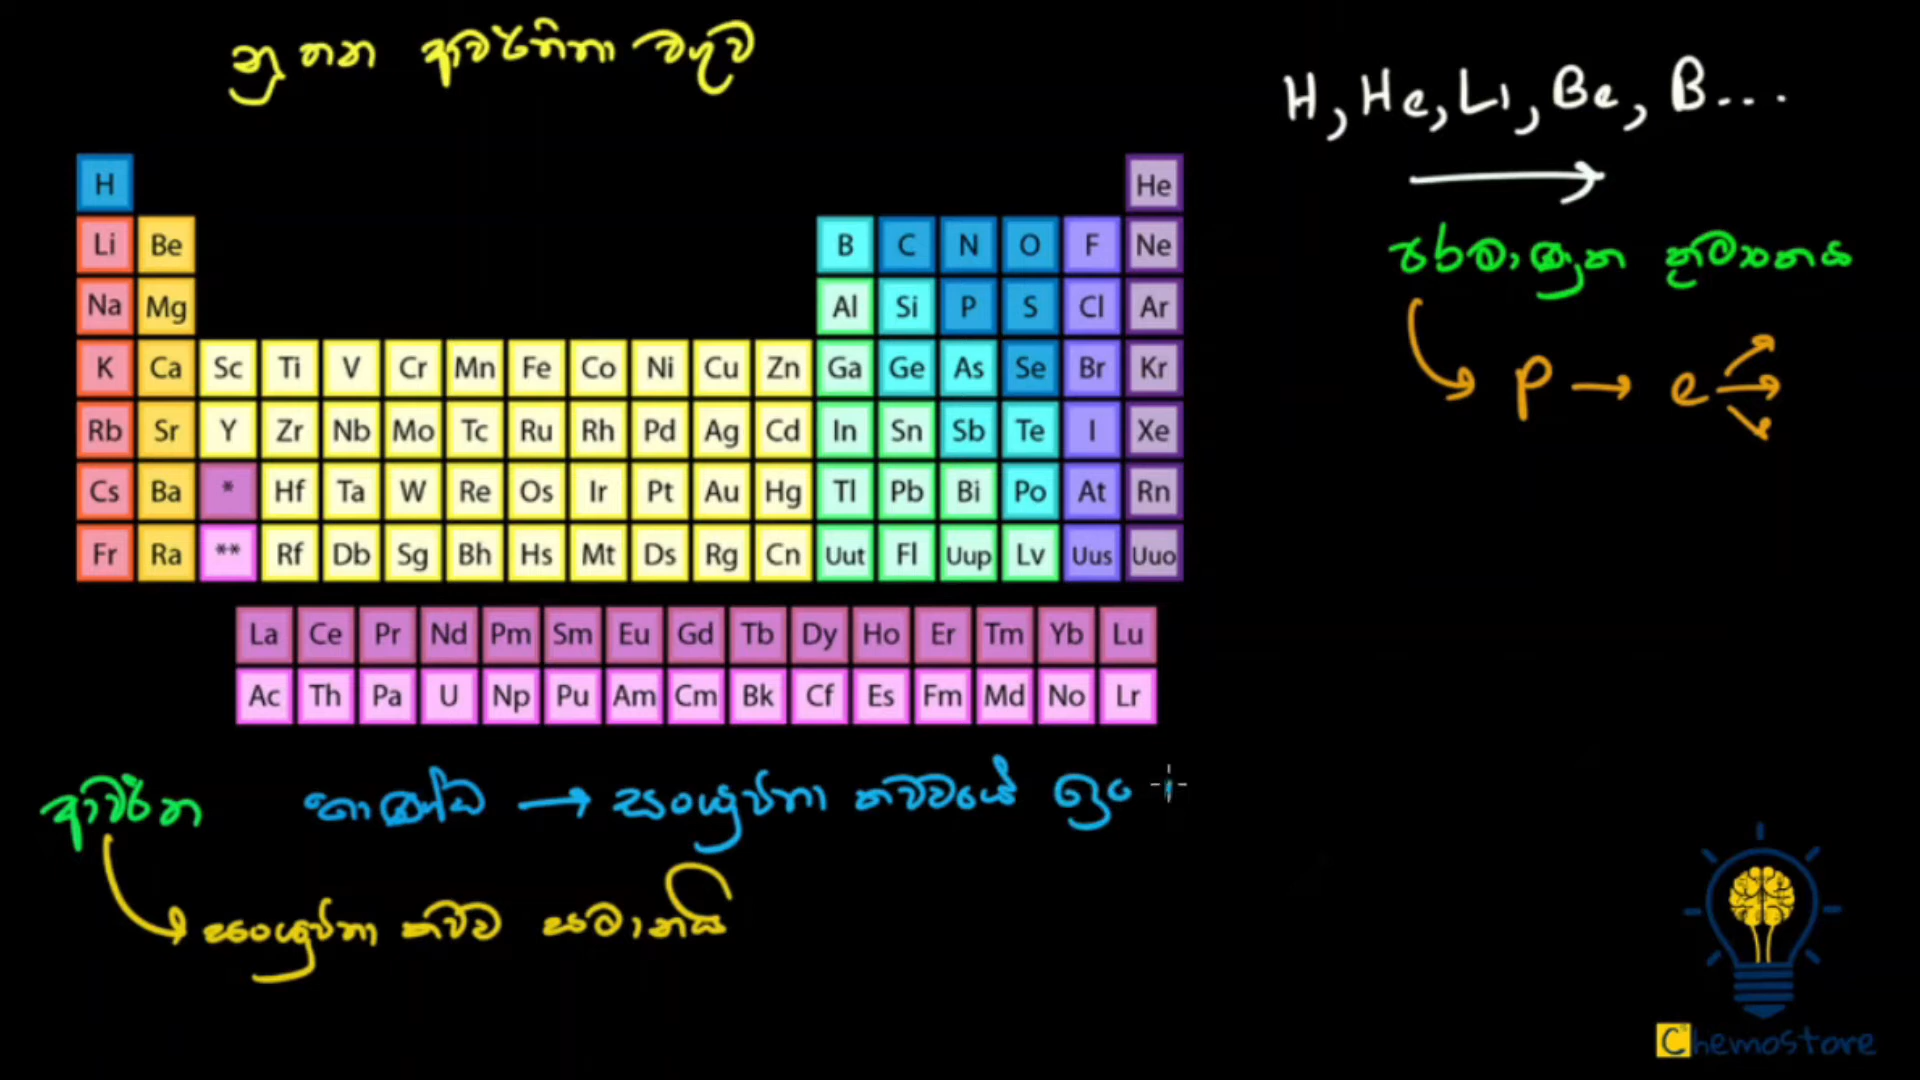 නූතන ආවර්තිතා වගුව
H, He, Li, Be, B...
පරමාණුක ක්‍රමාංකය
p → e
H He
Li Be B C N O F Ne
Na Mg Al Si P S Cl Ar
K Ca Sc Ti V Cr Mn Fe Co Ni Cu Zn Ga Ge As Se Br Kr
Rb Sr Y Zr Nb Mo Tc Ru Rh Pd Ag Cd In Sn Sb Te I Xe
Cs Ba * Hf Ta W Re Os Ir Pt Au Hg Tl Pb Bi Po At Rn
Fr Ra ** Rf Db Sg Bh Hs Mt Ds Rg Cn Uut Fl Uup Lv Uus Uuo
La Ce Pr Nd Pm Sm Eu Gd Tb Dy Ho Er Tm Yb Lu
Ac Th Pa U Np Pu Am Cm Bk Cf Es Fm Md No Lr
ආවර්ත
කාණ්ඩ → සංයුජතා කවචයේ ඉල
සංයුජතා කවච සමානයි
Chemostore